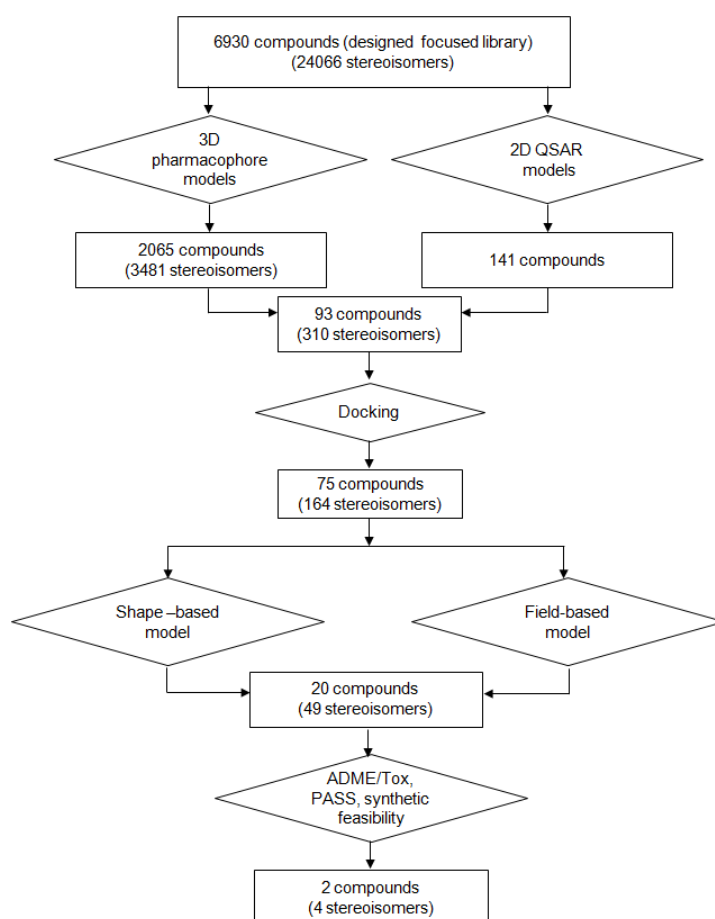 6930 compounds (designed focused library)
(24066 stereoisomers)
3D
pharmacophore
models
2D QSAR
models
2065 compounds
(3481 stereoisomers)
141 compounds
93 compounds
(310 stereoisomers)
Docking
75 compounds
(164 stereoisomers)
Shape –based
model
Field-based
model
20 compounds
(49 stereoisomers)
ADME/Tox,
PASS, synthetic
feasibility
2 compounds
(4 stereoisomers)